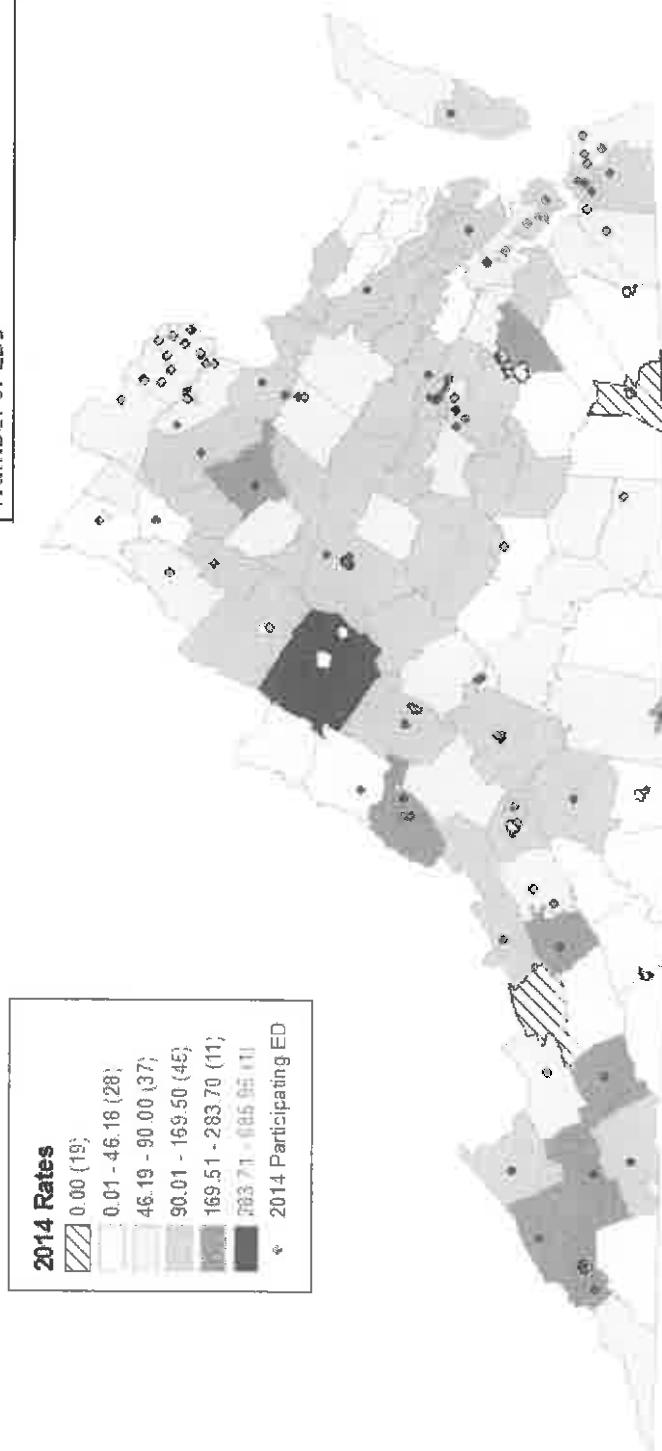 2014 Rates
0.00 (19)
0.01 - 46.18 (28)
46.19 - 90.00 (37)
90.01 - 169.50 (45)
169.51 - 283.70 (11)
(1)
2014 Participating ED